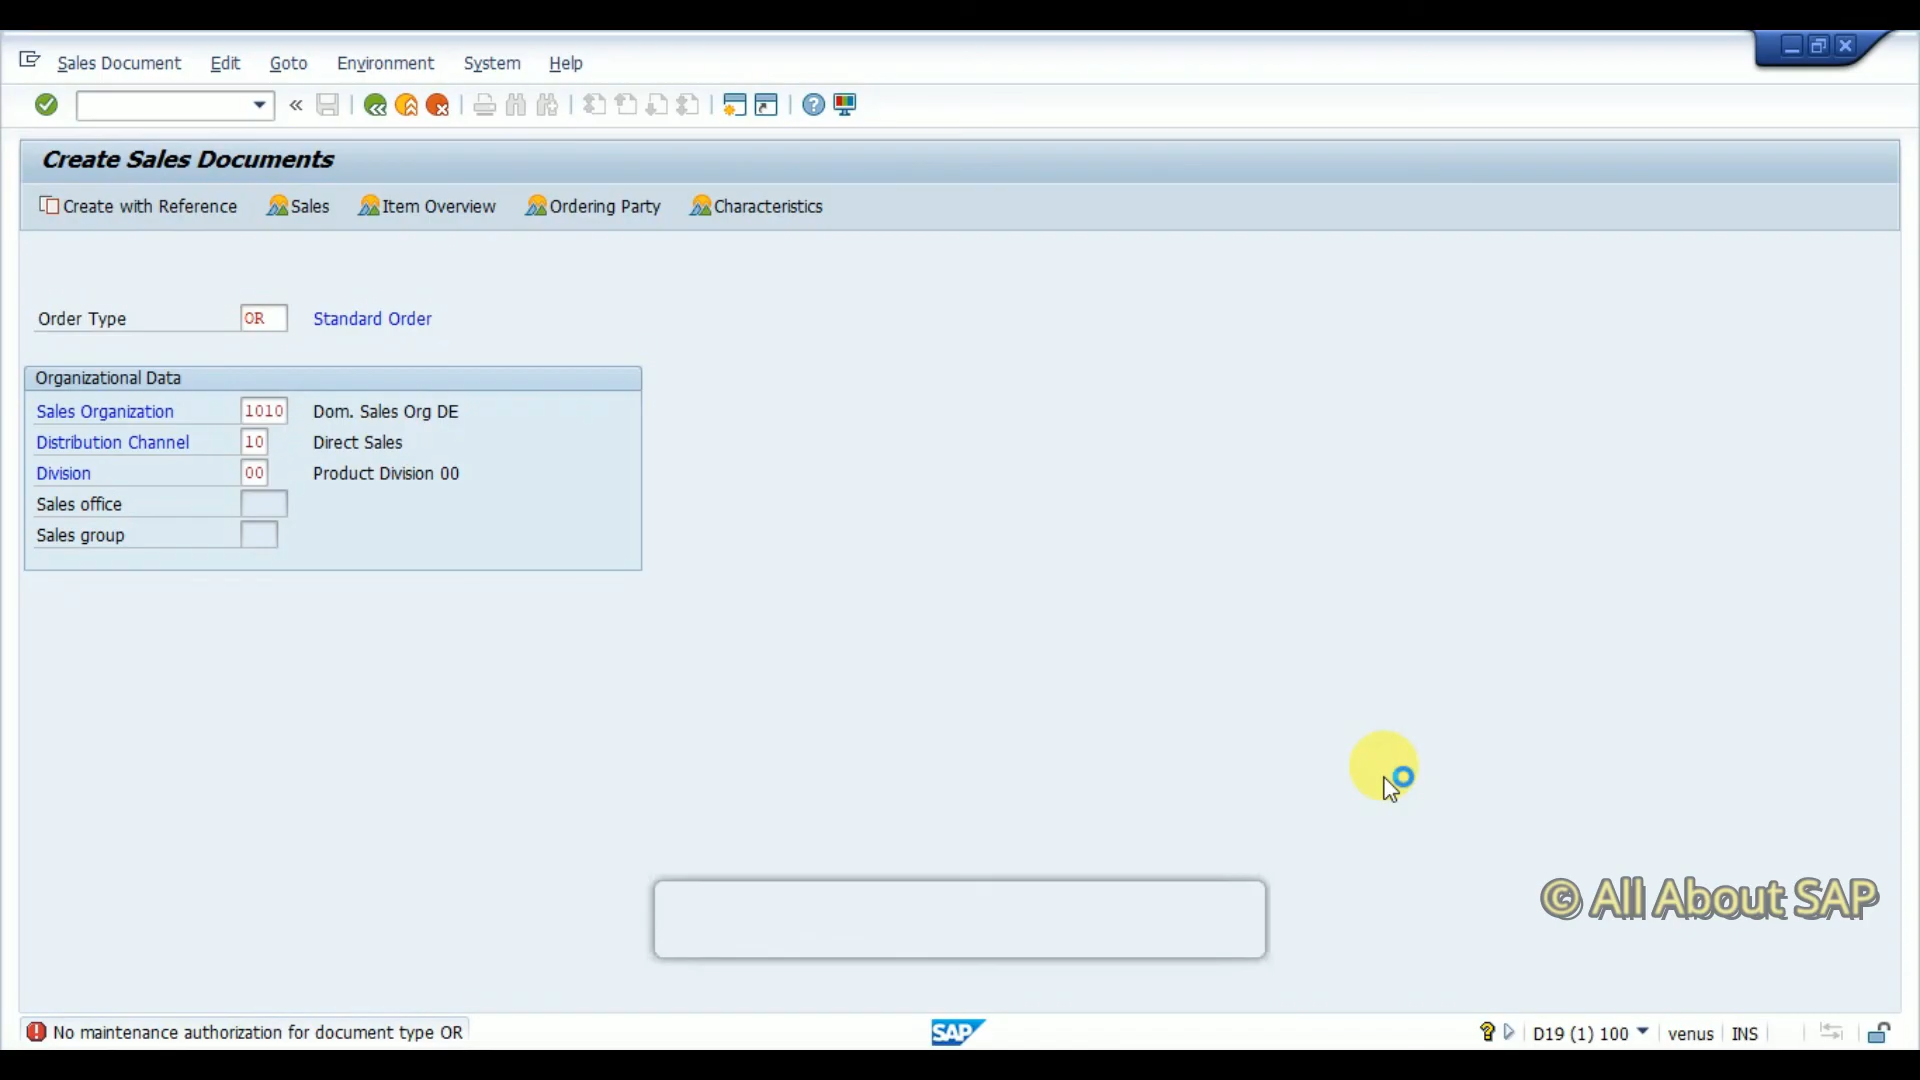 Sales Document Edit Goto Environment System Help
Create Sales Documents
Create with Reference Sales Item Overview Ordering Party Characteristics
Order Type OR Standard Order
Organizational Data
Sales Organization 1010 Dom. Sales Org DE
Distribution Channel 10 Direct Sales
Division 00 Product Division 00
Sales office
Sales group
© All About SAP
No maintenance authorization for document type OR SAP D19 (1) 100 venus INS